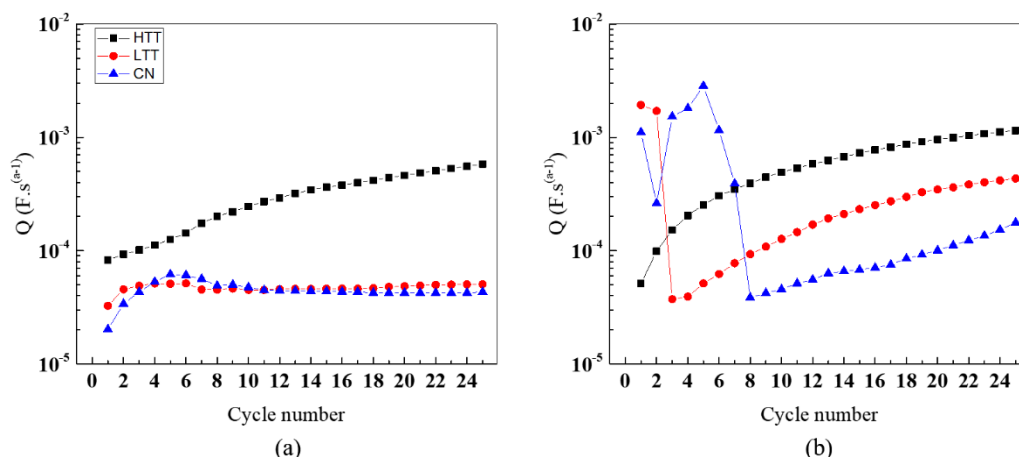 10⁻²
10⁻³
10⁻⁴
10⁻⁵
Q (F.s⁽ᵃ⁻¹⁾)
HTT
LTT
CN
0 2 4 6 8 10 12 14 16 18 20 22 24
Cycle number
(a)
10⁻²
10⁻³
10⁻⁴
10⁻⁵
Q (F.s⁽ᵃ⁻¹⁾)
0 2 4 6 8 10 12 14 16 18 20 22 24
Cycle number
(b)